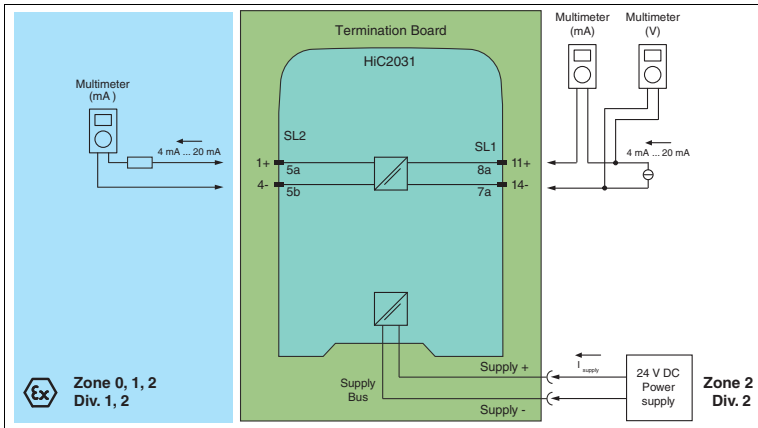 Termination Board
HiC2031
Multimeter
(mA)
Multimeter
(V)
Multimeter
(mA )
4 mA ... 20 mA
SL2
SL1
1+
5a
8a
11+
4 mA ... 20 mA
4-
5b
7a
14-
Supply +
I supply
Supply
Bus
Supply -
24 V DC
Power
supply
Zone 2
Div. 2
Ex
Zone 0, 1, 2
Div. 1, 2